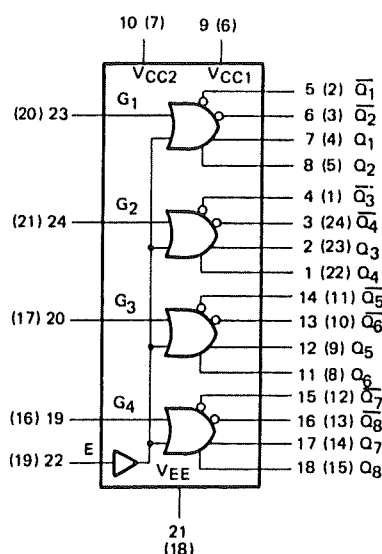 10 (7) 9 (6)
VCC2 VCC1
(20) 23 G1
5 (2) Q̅1
6 (3) Q̅2
7 (4) Q1
8 (5) Q2
(21) 24 G2
4 (1) Q̅3
3 (24) Q̅4
2 (23) Q3
1 (22) Q4
(17) 20 G3
14 (11) Q̅5
13 (10) Q̅6
12 (9) Q5
11 (8) Q6
(16) 19 G4
15 (12) Q̅7
16 (13) Q̅8
17 (14) Q7
18 (15) Q8
(19) 22 E
VEE
21
(18)